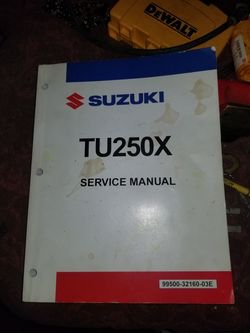 DEWALT
SUZUKI
TU250X
SERVICE MANUAL
99500-32160-03E